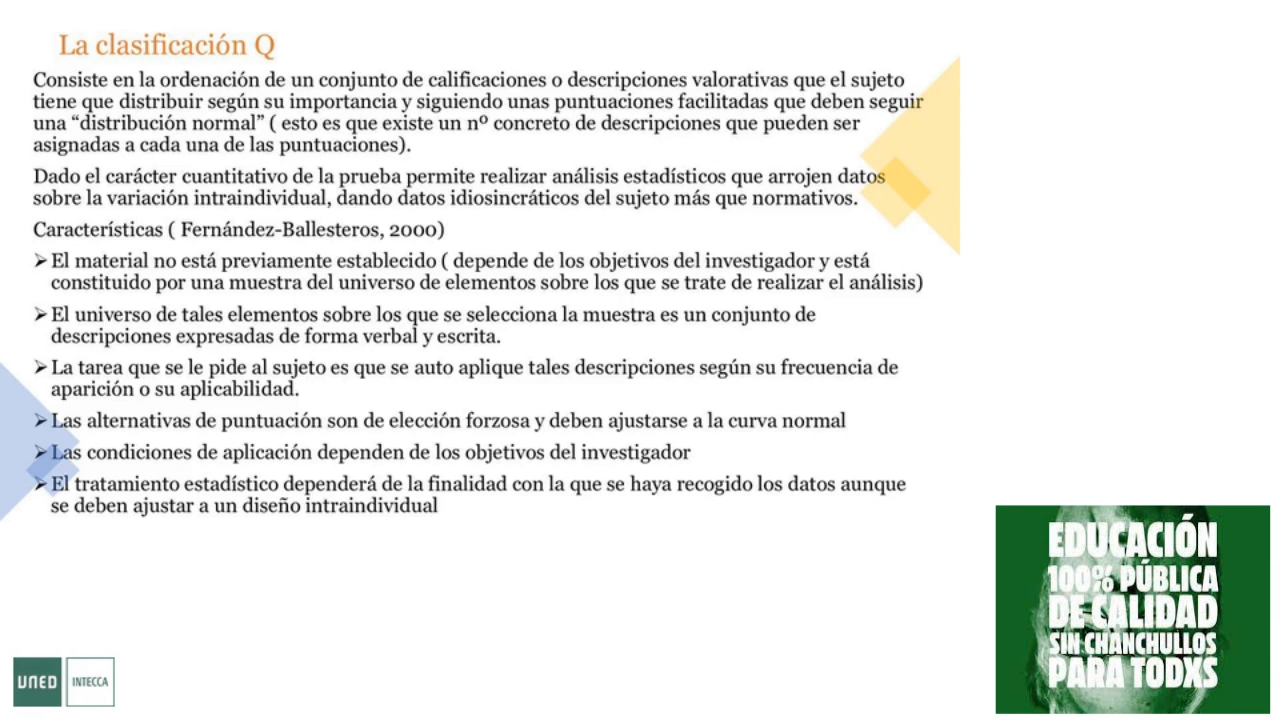 La clasificación Q
Consiste en la ordenación de un conjunto de calificaciones o descripciones valorativas que el sujeto
tiene que distribuir según su importancia y siguiendo unas puntuaciones facilitadas que deben seguir
una “distribución normal” ( esto es que existe un nº concreto de descripciones que pueden ser
asignadas a cada una de las puntuaciones).
Dado el carácter cuantitativo de la prueba permite realizar análisis estadísticos que arrojen datos
sobre la variación intraindividual, dando datos idiosincráticos del sujeto más que normativos.
Características ( Fernández-Ballesteros, 2000)
➢El material no está previamente establecido ( depende de los objetivos del investigador y está
constituido por una muestra del universo de elementos sobre los que se trate de realizar el análisis)
➢El universo de tales elementos sobre los que se selecciona la muestra es un conjunto de
descripciones expresadas de forma verbal y escrita.
➢La tarea que se le pide al sujeto es que se auto aplique tales descripciones según su frecuencia de
aparición o su aplicabilidad.
➢Las alternativas de puntuación son de elección forzosa y deben ajustarse a la curva normal
➢Las condiciones de aplicación dependen de los objetivos del investigador
➢El tratamiento estadístico dependerá de la finalidad con la que se haya recogido los datos aunque
se deben ajustar a un diseño intraindividual
EDUCACIÓN
100% PÚBLICA
DE CALIDAD
SIN CHANCHULLOS
PARA TODXS
UNED INTECCA